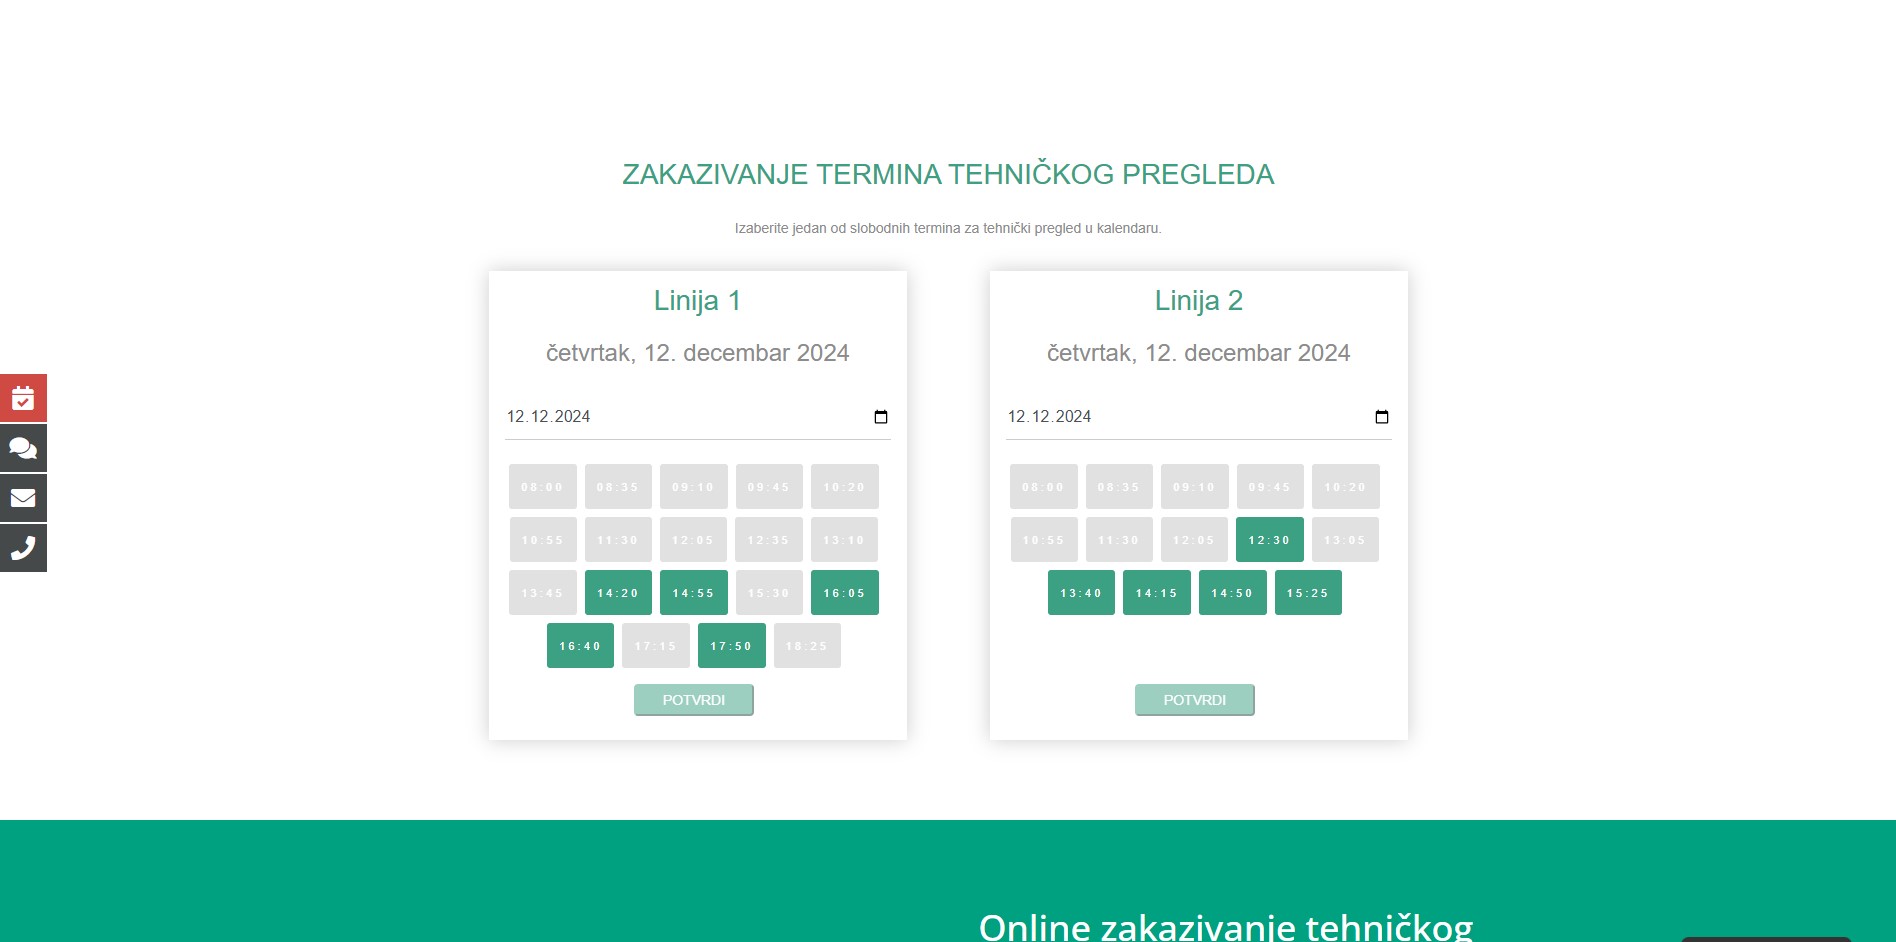 ZAKAZIVANJE TERMINA TEHNIČKOG PREGLEDA
Izaberite jedan od slobodnih termina za tehnički pregled u kalendaru.
Linija 1
četvrtak, 12. decembar 2024
12.12.2024
08:00 08:35 09:10 09:45 10:20
10:55 11:30 12:05 12:35 13:10
13:45 14:20 14:55 15:30 16:05
16:40 17:15 17:50 18:25
POTVRDI
Linija 2
četvrtak, 12. decembar 2024
12.12.2024
08:00 08:35 09:10 09:45 10:20
10:55 11:30 12:05 12:30 13:05
13:40 14:15 14:50 15:25
POTVRDI
Online zakazivanje tehničkog